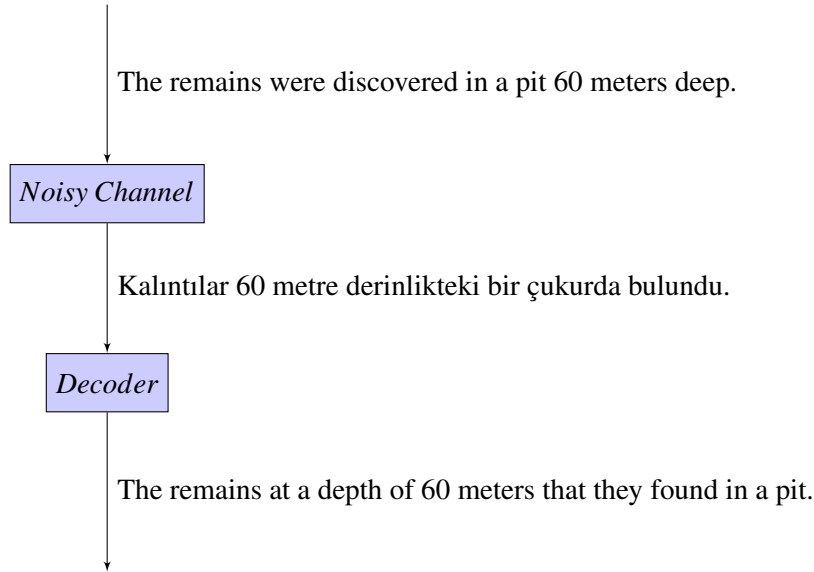 The remains were discovered in a pit 60 meters deep.
Noisy Channel
Kalıntılar 60 metre derinlikteki bir çukurda bulundu.
Decoder
The remains at a depth of 60 meters that they found in a pit.